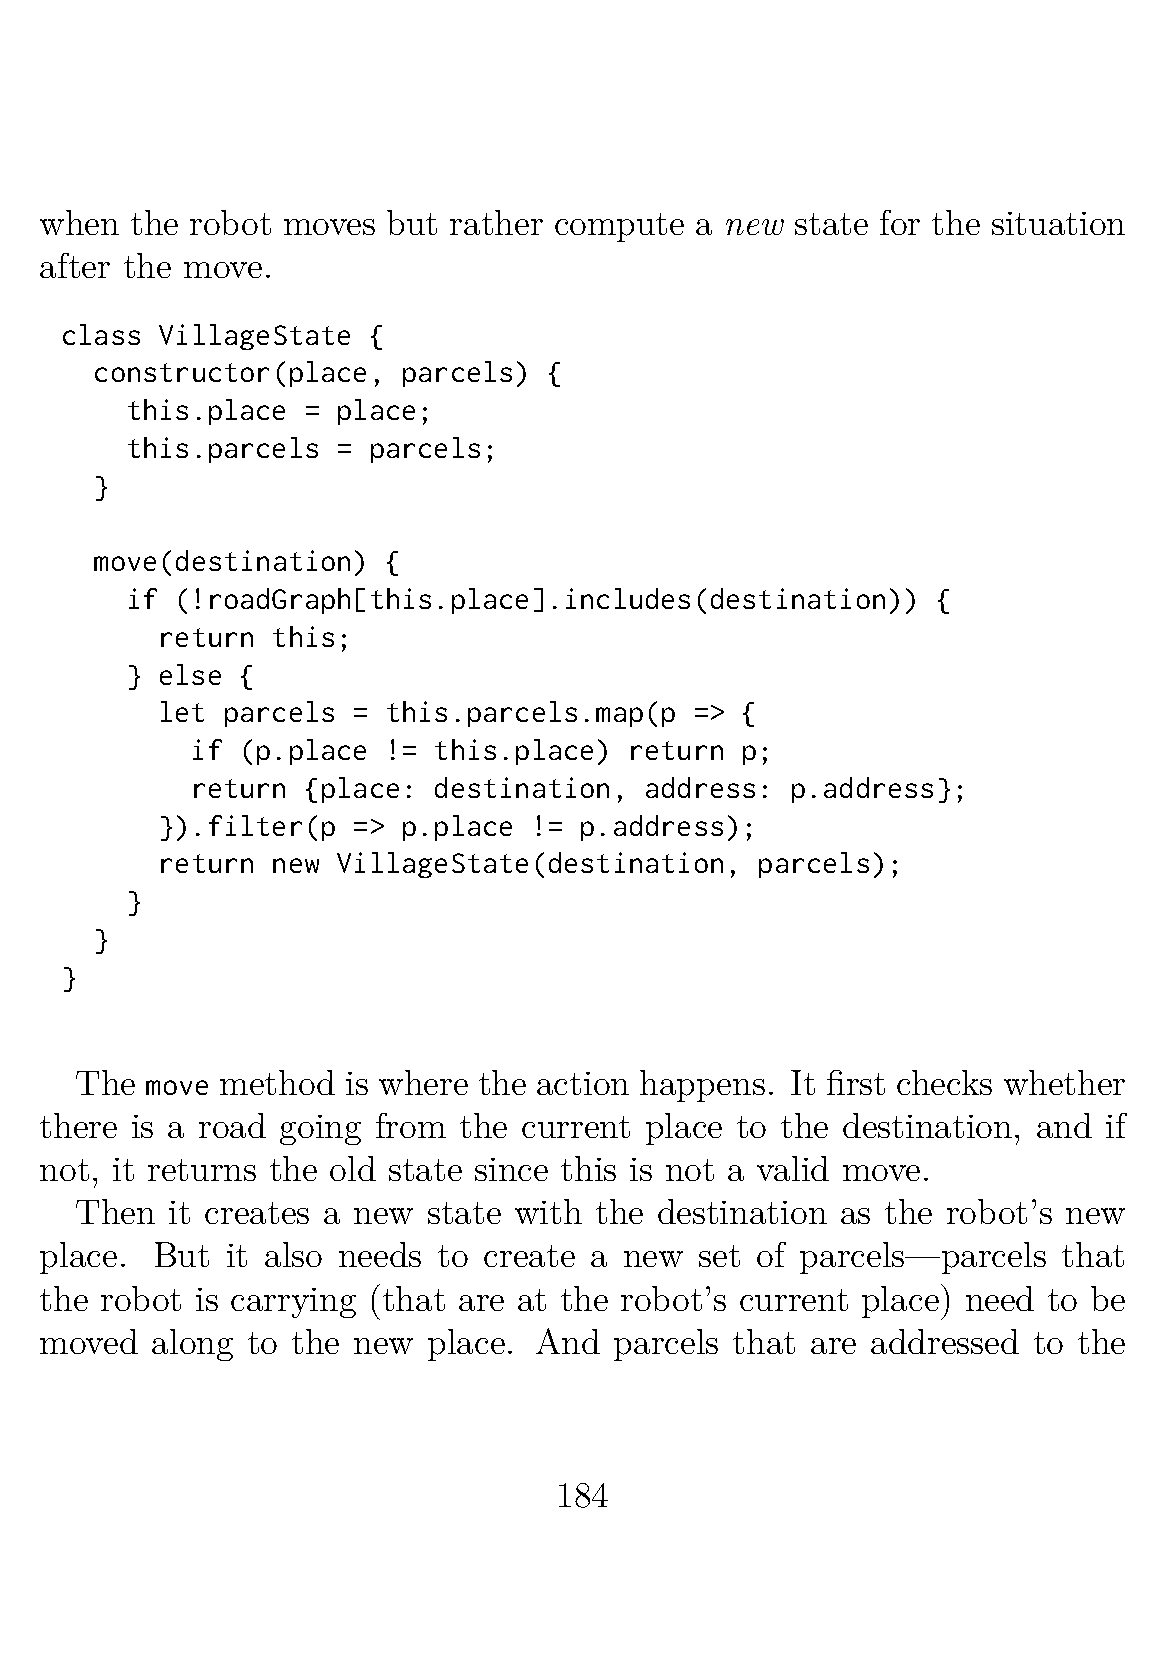 when the robot moves but rather compute a new state for the situation
after the move.
class VillageState {
  constructor(place, parcels) {
    this.place = place;
    this.parcels = parcels;
  }

  move(destination) {
    if (!roadGraph[this.place].includes(destination)) {
      return this;
    } else {
      let parcels = this.parcels.map(p => {
        if (p.place != this.place) return p;
        return {place: destination, address: p.address};
      }).filter(p => p.place != p.address);
      return new VillageState(destination, parcels);
    }
  }
}
The move method is where the action happens. It first checks whether
there is a road going from the current place to the destination, and if
not, it returns the old state since this is not a valid move.
Then it creates a new state with the destination as the robot's new
place. But it also needs to create a new set of parcels—parcels that
the robot is carrying (that are at the robot's current place) need to be
moved along to the new place. And parcels that are addressed to the
184